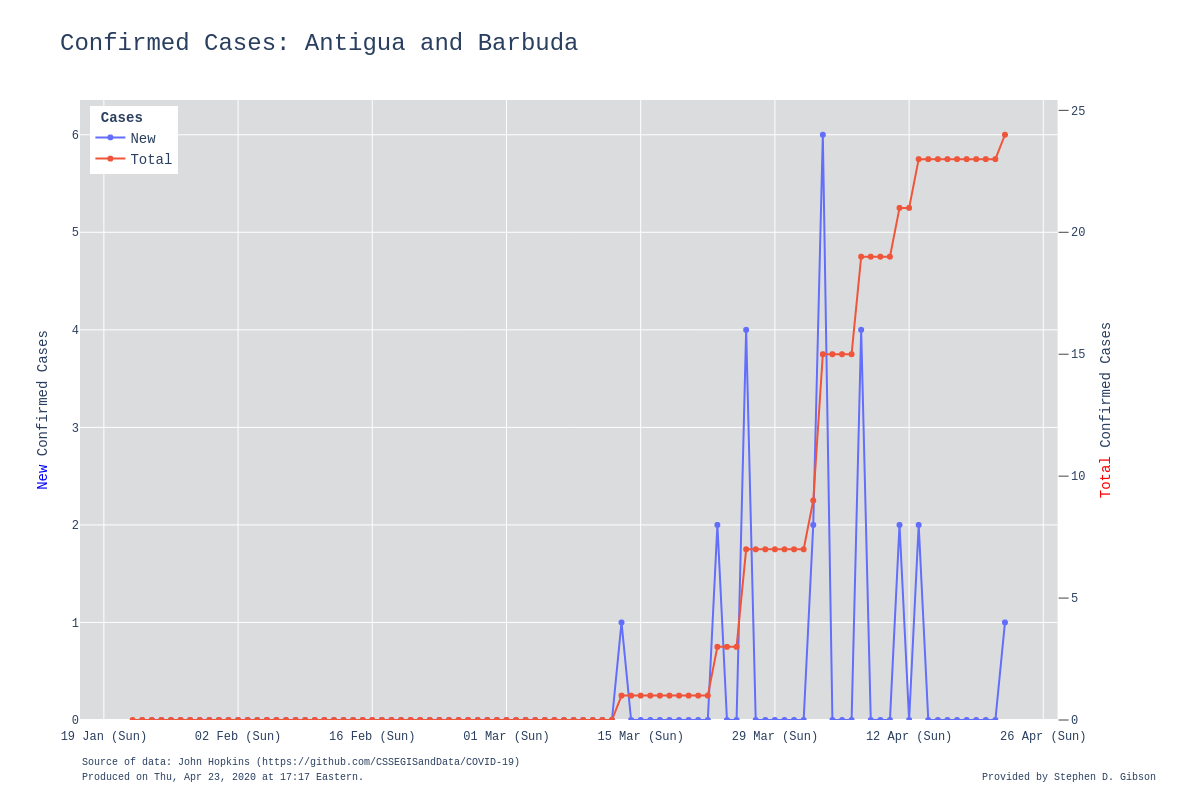 Confirmed Cases: Antigua and Barbuda
Cases
New
Total
6
5
4
3
2
1
0
New Confirmed Cases
25
20
15
10
5
0
Total Confirmed Cases
19 Jan (Sun) 02 Feb (Sun) 16 Feb (Sun) 01 Mar (Sun) 15 Mar (Sun) 29 Mar (Sun) 12 Apr (Sun) 26 Apr (Sun)
Source of data: John Hopkins (https://github.com/CSSEGISandData/COVID-19)
Produced on Thu, Apr 23, 2020 at 17:17 Eastern.
Provided by Stephen D. Gibson